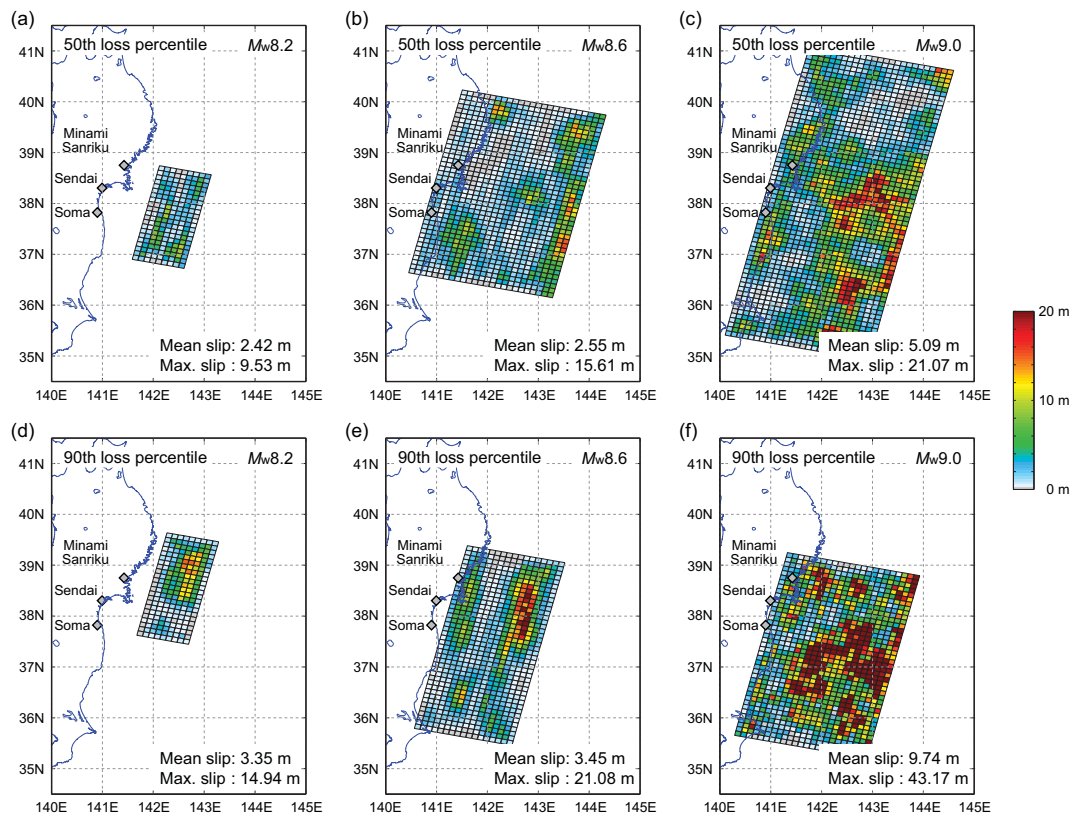 (a)
50th loss percentile Mw8.2
41N
40N
39N
38N
37N
36N
35N
Minami
Sanriku
Sendai
Soma
Mean slip: 2.42 m
Max. slip : 9.53 m
140E 141E 142E 143E 144E 145E
(b)
50th loss percentile Mw8.6
41N
40N
39N
38N
37N
36N
35N
Minami
Sanriku
Sendai
Soma
Mean slip: 2.55 m
Max. slip : 15.61 m
140E 141E 142E 143E 144E 145E
(c)
50th loss percentile Mw9.0
41N
40N
39N
38N
37N
36N
35N
Minami
Sanriku
Sendai
Soma
Mean slip: 5.09 m
Max. slip : 21.07 m
140E 141E 142E 143E 144E 145E
20 m
10 m
0 m
(d)
90th loss percentile Mw8.2
41N
40N
39N
38N
37N
36N
35N
Minami
Sanriku
Sendai
Soma
Mean slip: 3.35 m
Max. slip : 14.94 m
140E 141E 142E 143E 144E 145E
(e)
90th loss percentile Mw8.6
41N
40N
39N
38N
37N
36N
35N
Minami
Sanriku
Sendai
Soma
Mean slip: 3.45 m
Max. slip : 21.08 m
140E 141E 142E 143E 144E 145E
(f)
90th loss percentile Mw9.0
41N
40N
39N
38N
37N
36N
35N
Minami
Sanriku
Sendai
Soma
Mean slip: 9.74 m
Max. slip : 43.17 m
140E 141E 142E 143E 144E 145E